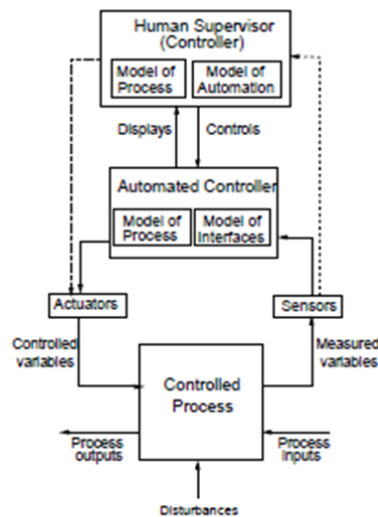 Human Supervisor
(Controller)
Model of
Process
Model of
Automation
Displays
Controls
Automated Controller
Model of
Process
Model of
Interfaces
Actuators
Sensors
Controlled
variables
Measured
variables
Controlled
Process
Process
outputs
Process
inputs
Disturbances